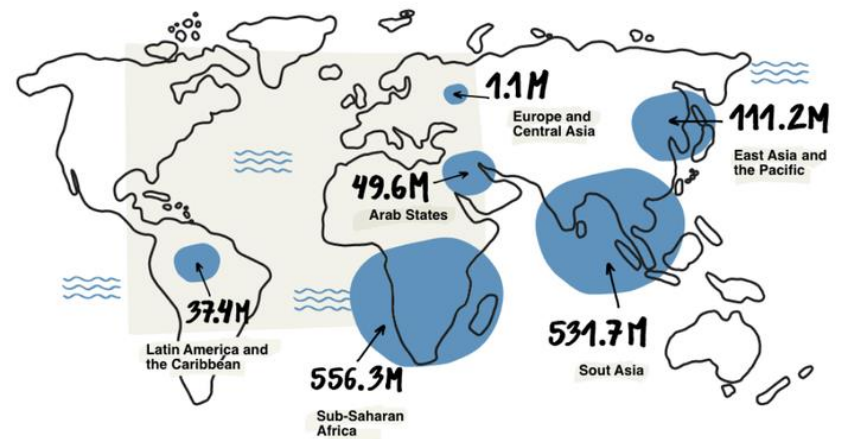 1.1M
Europe and
Central Asia
111.2M
East Asia and
the Pacific
49.6M
Arab States
37.4M
Latin America and
the Caribbean
531.7M
Sout Asia
556.3M
Sub-Saharan
Africa